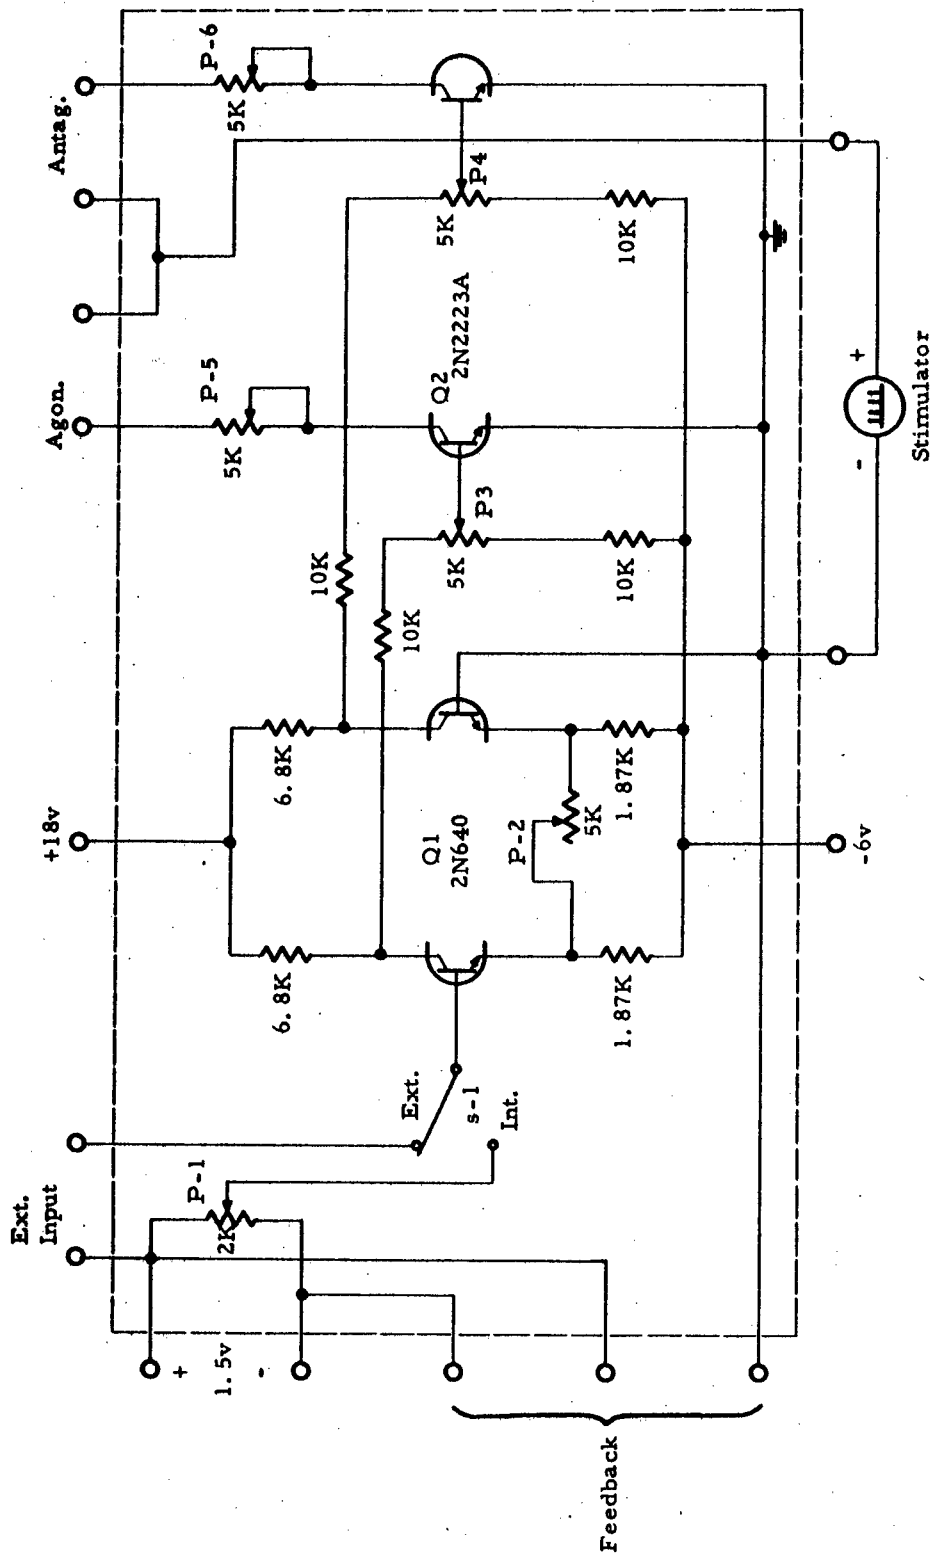 Ext.
Input
+18v
Agon.
Antag.
P-1
2K
+
1.5v
-
Ext.
s-1
Int.
6.8K
6.8K
10K
10K
P-5
5K
P-6
5K
Q1
2N640
Q2
2N2223A
P3
5K
P4
5K
P-2
5K
1.87K
1.87K
10K
10K
-6v
-
+
Stimulator
Feedback